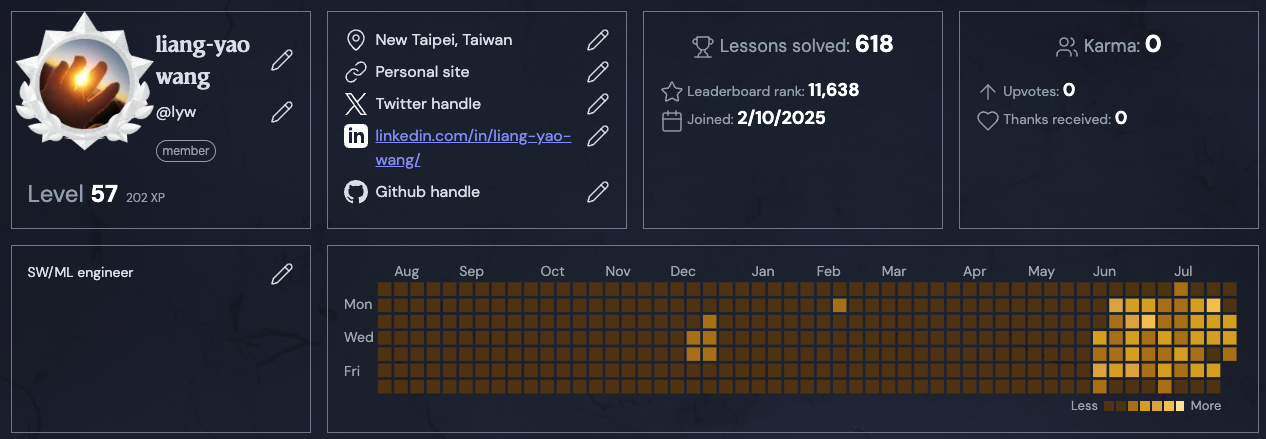 liang-yao
wang
@lyw
member
Level 57 202 XP
New Taipei, Taiwan
Personal site
Twitter handle
linkedin.com/in/liang-yao-
wang/
Github handle
Lessons solved: 618
Leaderboard rank: 11,638
Joined: 2/10/2025
Karma: 0
Upvotes: 0
Thanks received: 0
SW/ML engineer
Aug Sep Oct Nov Dec Jan Feb Mar Apr May Jun Jul
Mon
Wed
Fri
Less More